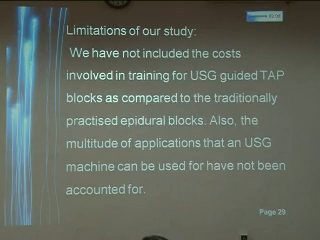 Limitations of our study:
We have not included the costs
involved in training for USG guided TAP
blocks as compared to the traditionally
practised epidural blocks. Also, the
multitude of applications that an USG
machine can be used for have not been
accounted for.
Page 29